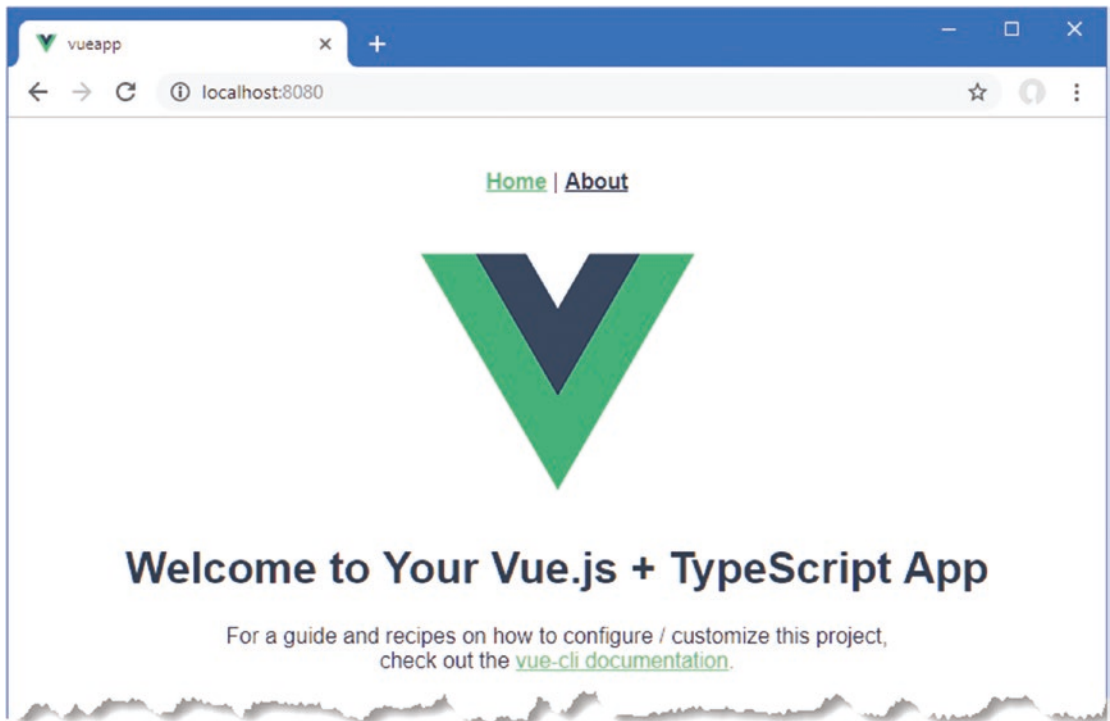 vueapp
localhost:8080
Home | About
Welcome to Your Vue.js + TypeScript App
For a guide and recipes on how to configure / customize this project,
check out the vue-cli documentation.